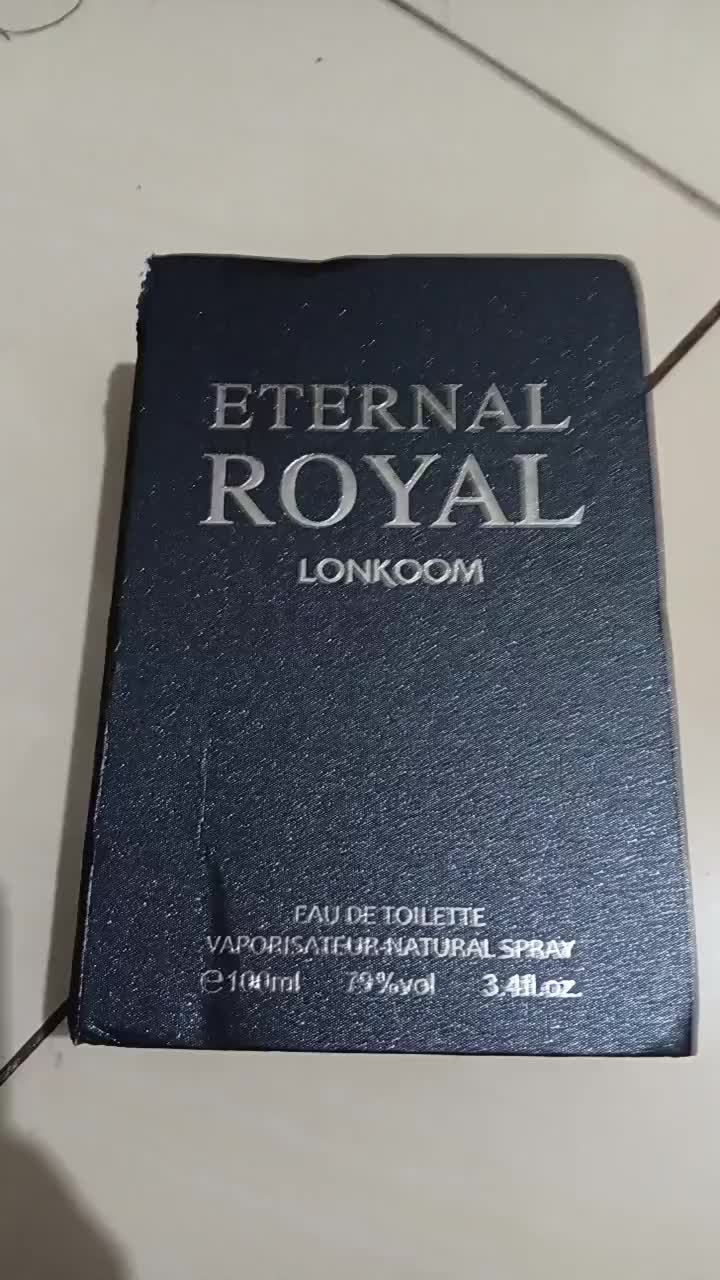 ETERNAL
ROYAL
LONKOOM
EAU DE TOILETTE
VAPORISATEUR-NATURAL SPRAY
℮100ml 79%vol 3.4fl.oz.